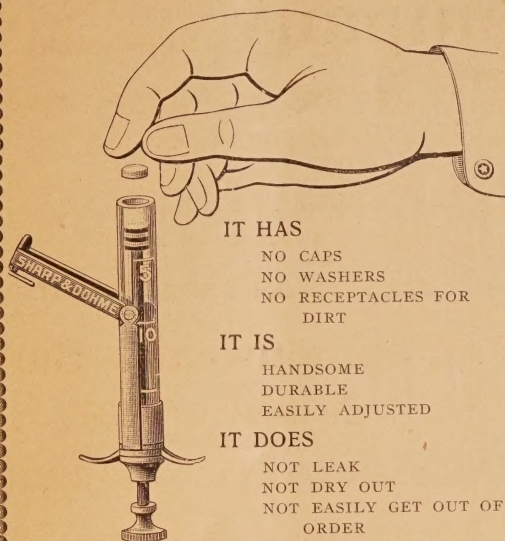 SHARP & DOHME
5
10
IT HAS
NO CAPS
NO WASHERS
NO RECEPTACLES FOR
DIRT
IT IS
HANDSOME
DURABLE
EASILY ADJUSTED
IT DOES
NOT LEAK
NOT DRY OUT
NOT EASILY GET OUT OF
ORDER